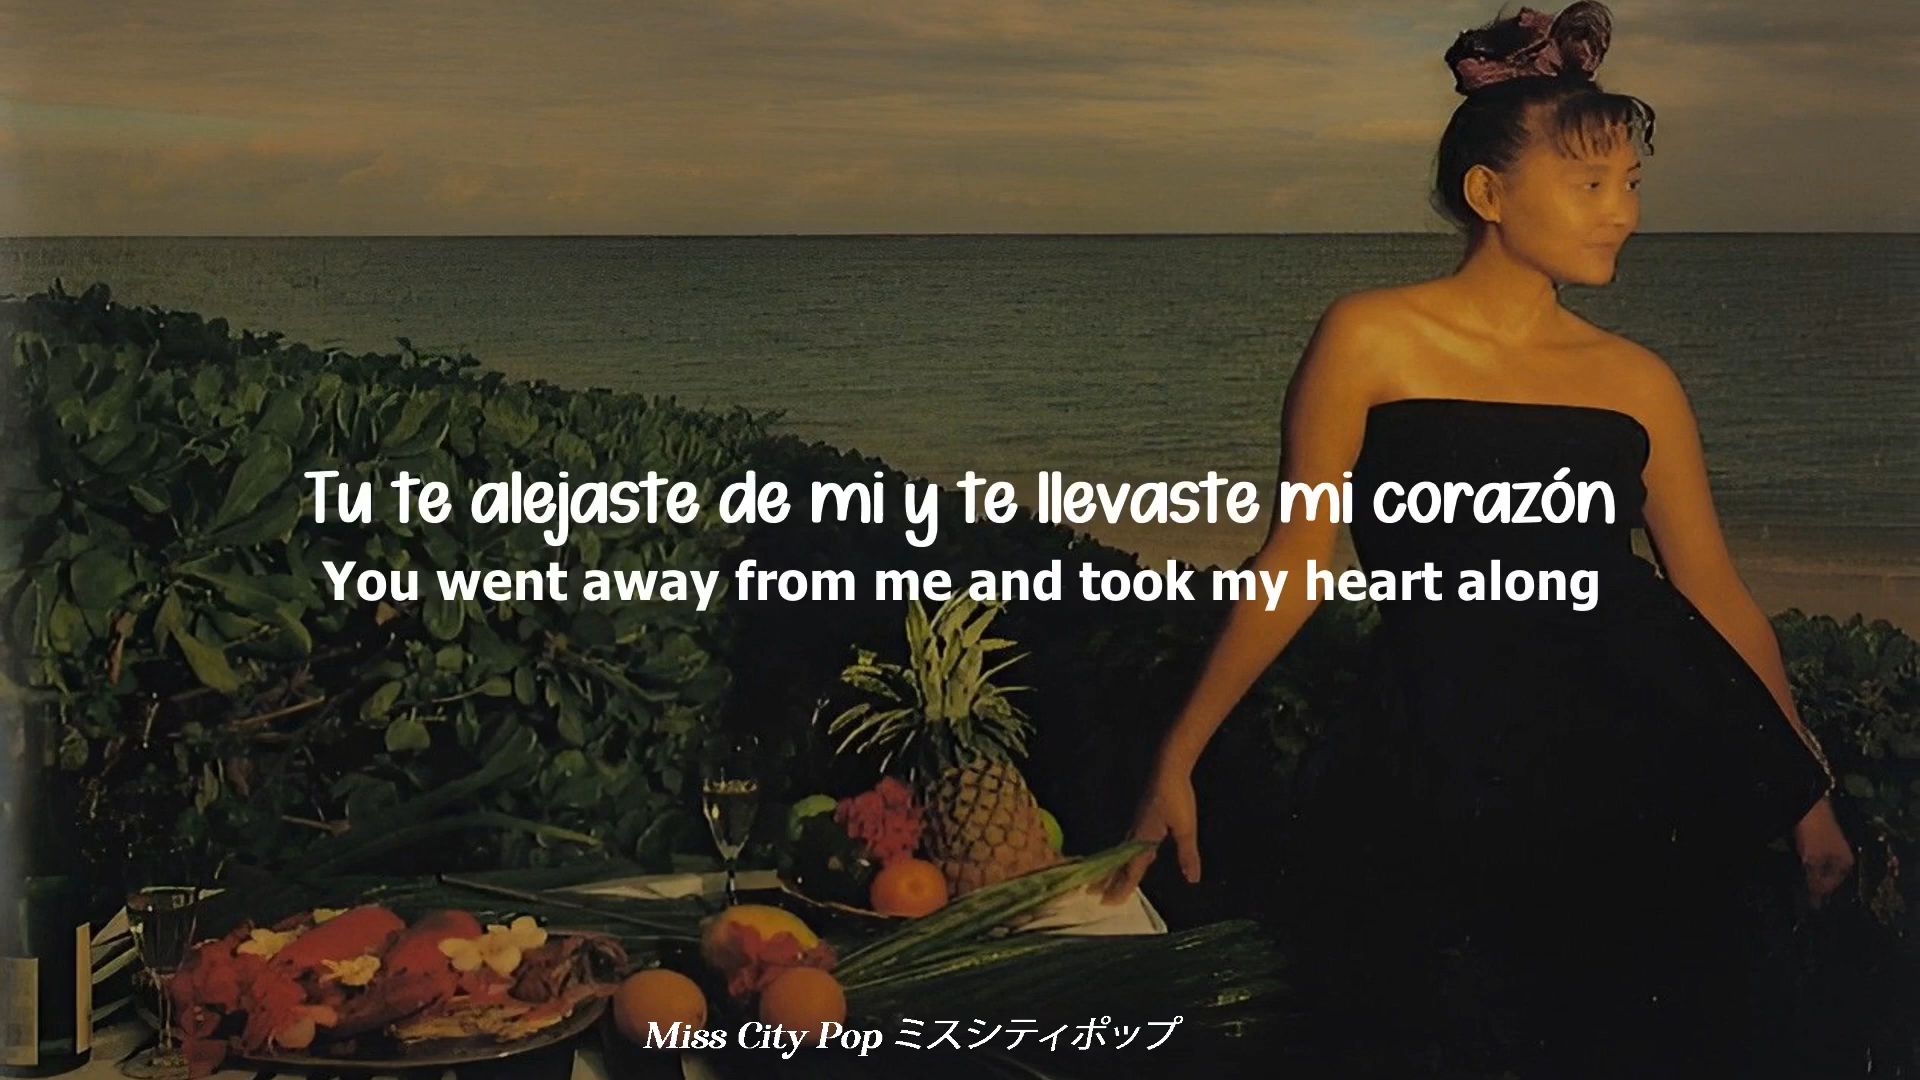 Tu te alejaste de mi y te llevaste mi corazón
You went away from me and took my heart along
Miss City Pop ミスシティポップ